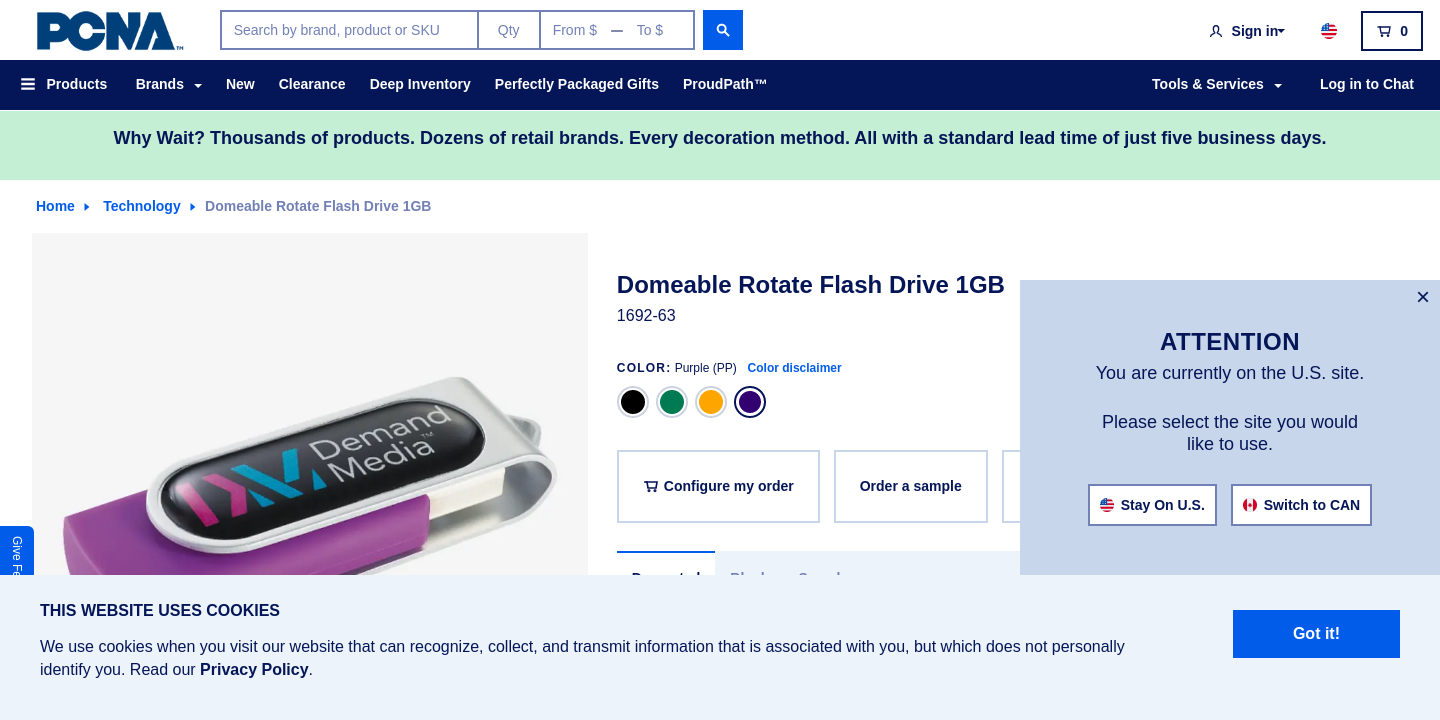 PCNA™
Search by brand, product or SKU
Qty
From $ — To $
Sign in
0
Products
Brands
New
Clearance
Deep Inventory
Perfectly Packaged Gifts
ProudPath™
Tools & Services
Log in to Chat
Why Wait? Thousands of products. Dozens of retail brands. Every decoration method. All with a standard lead time of just five business days.
Home
Technology
Domeable Rotate Flash Drive 1GB
Demand
Media™
Domeable Rotate Flash Drive 1GB
1692-63
COLOR: Purple (PP) Color disclaimer
Configure my order
Order a sample
×
ATTENTION
You are currently on the U.S. site.
Please select the site you would
like to use.
Stay On U.S.
Switch to CAN
Give
THIS WEBSITE USES COOKIES
We use cookies when you visit our website that can recognize, collect, and transmit information that is associated with you, but which does not personally
identify you. Read our Privacy Policy.
Got it!